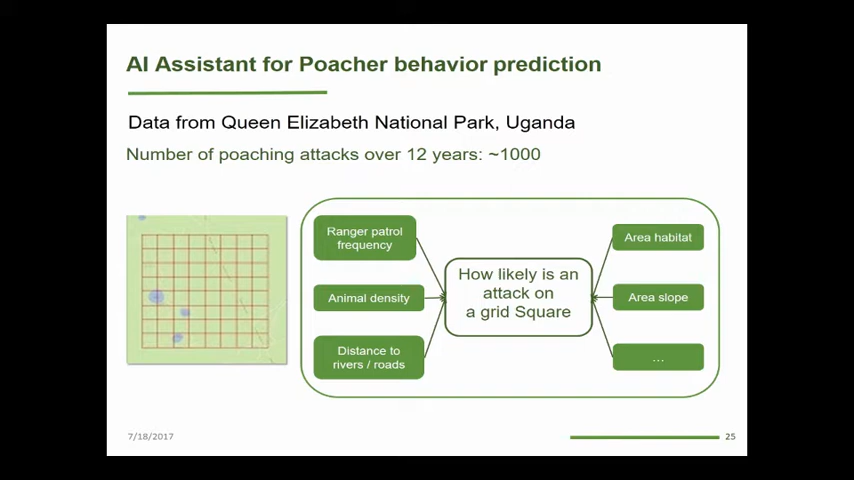 AI Assistant for Poacher behavior prediction
Data from Queen Elizabeth National Park, Uganda
Number of poaching attacks over 12 years: ~1000
Ranger patrol
frequency
Animal density
Distance to
rivers / roads
How likely is an
attack on
a grid Square
Area habitat
Area slope
...
7/18/2017
25